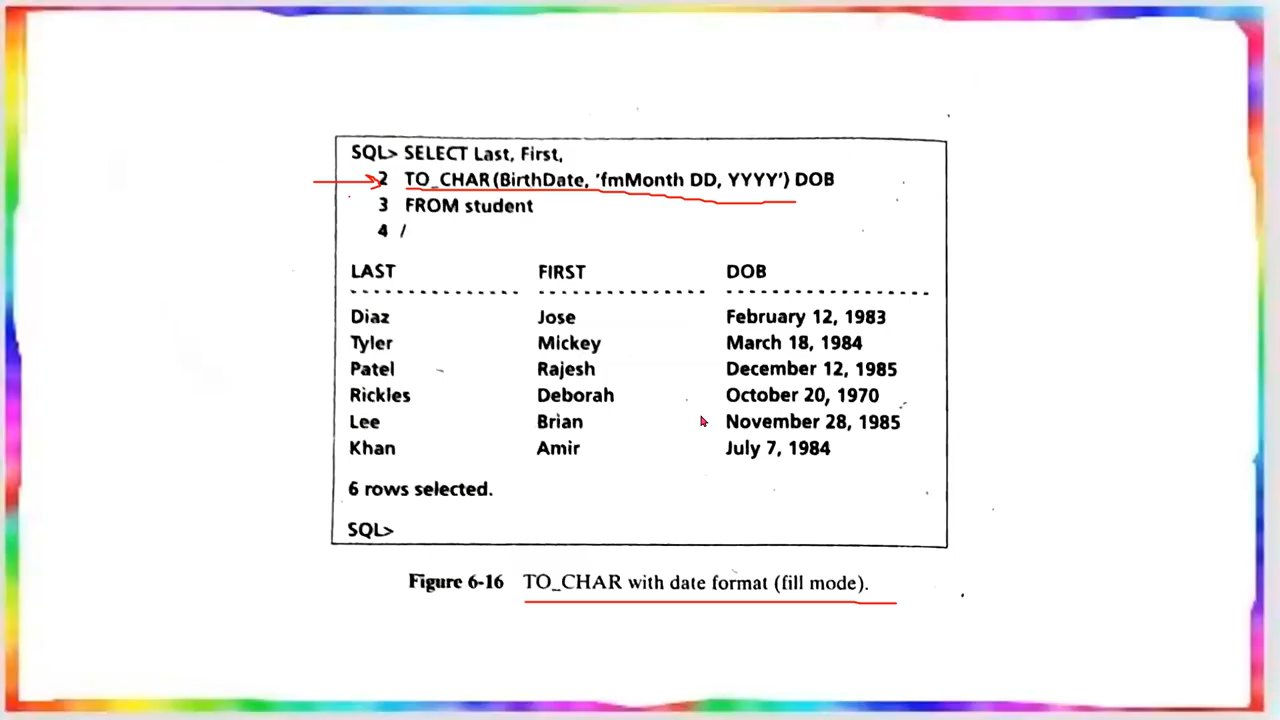 SQL> SELECT Last, First,
2 TO_CHAR(BirthDate, 'fmMonth DD, YYYY') DOB
3 FROM student
4 /
LAST FIRST DOB
Diaz Jose February 12, 1983
Tyler Mickey March 18, 1984
Patel Rajesh December 12, 1985
Rickles Deborah October 20, 1970
Lee Brian November 28, 1985
Khan Amir July 7, 1984
6 rows selected.
SQL>
Figure 6-16 TO_CHAR with date format (fill mode).